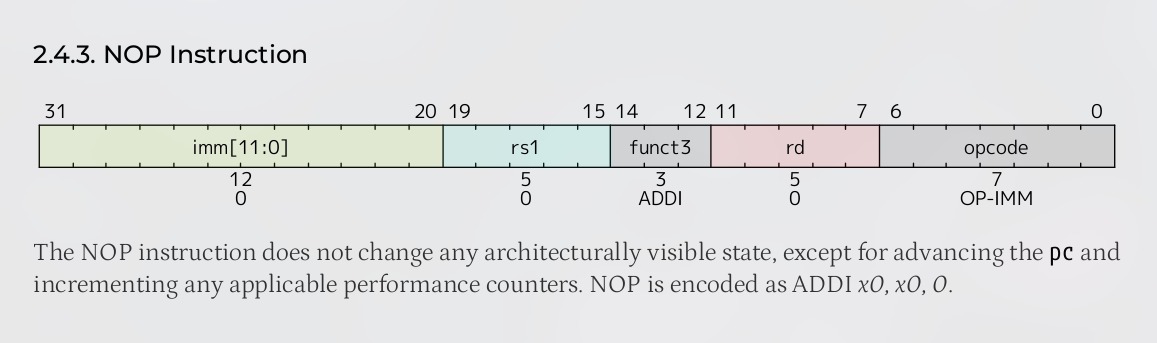 2.4.3. NOP Instruction
31 20 19 15 14 12 11 7 6 0
imm[11:0] rs1 funct3 rd opcode
12 5 3 5 7
0 0 ADDI 0 OP-IMM
The NOP instruction does not change any architecturally visible state, except for advancing the pc and
incrementing any applicable performance counters. NOP is encoded as ADDI x0, x0, 0.